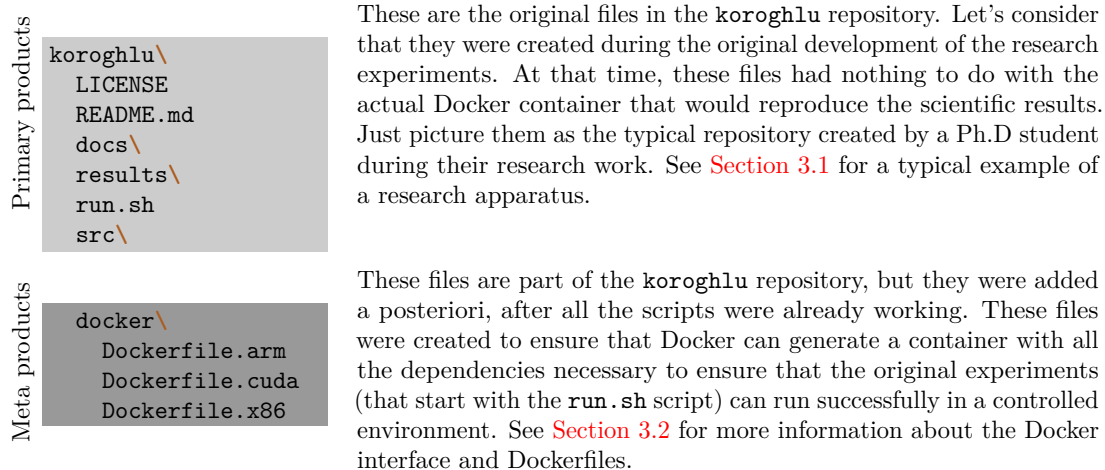 Primary products
koroghlu\
LICENSE
README.md
docs\
results\
run.sh
src\
These are the original files in the koroghlu repository. Let's consider
that they were created during the original development of the research
experiments. At that time, these files had nothing to do with the
actual Docker container that would reproduce the scientific results.
Just picture them as the typical repository created by a Ph.D student
during their research work. See Section 3.1 for a typical example of
a research apparatus.
Meta products
docker\
Dockerfile.arm
Dockerfile.cuda
Dockerfile.x86
These files are part of the koroghlu repository, but they were added
a posteriori, after all the scripts were already working. These files
were created to ensure that Docker can generate a container with all
the dependencies necessary to ensure that the original experiments
(that start with the run.sh script) can run successfully in a controlled
environment. See Section 3.2 for more information about the Docker
interface and Dockerfiles.